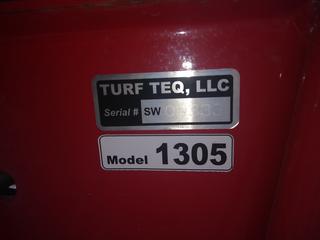 TURF TEQ, LLC
Serial # SW
Model 1305